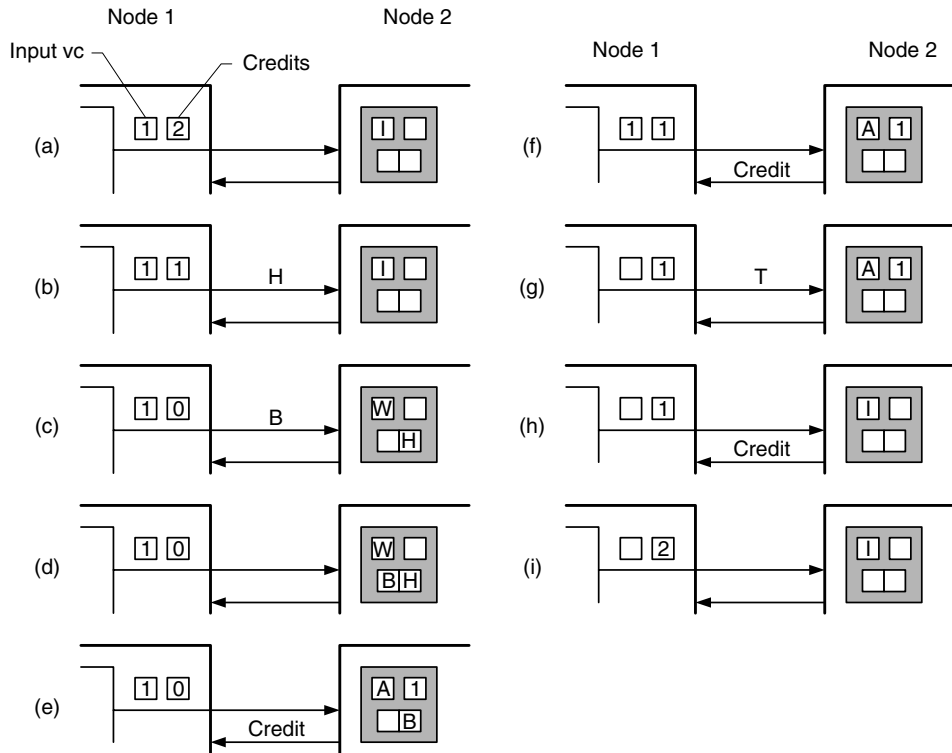 Node 1 Node 2
Input vc Credits
(a) 1 2 I
(b) 1 1 H I
(c) 1 0 B W
H
(d) 1 0 W
B H
(e) 1 0 A 1
Credit B
Node 1 Node 2
(f) 1 1 A 1
Credit
(g) 1 T A 1
(h) 1 I
Credit
(i) 2 I